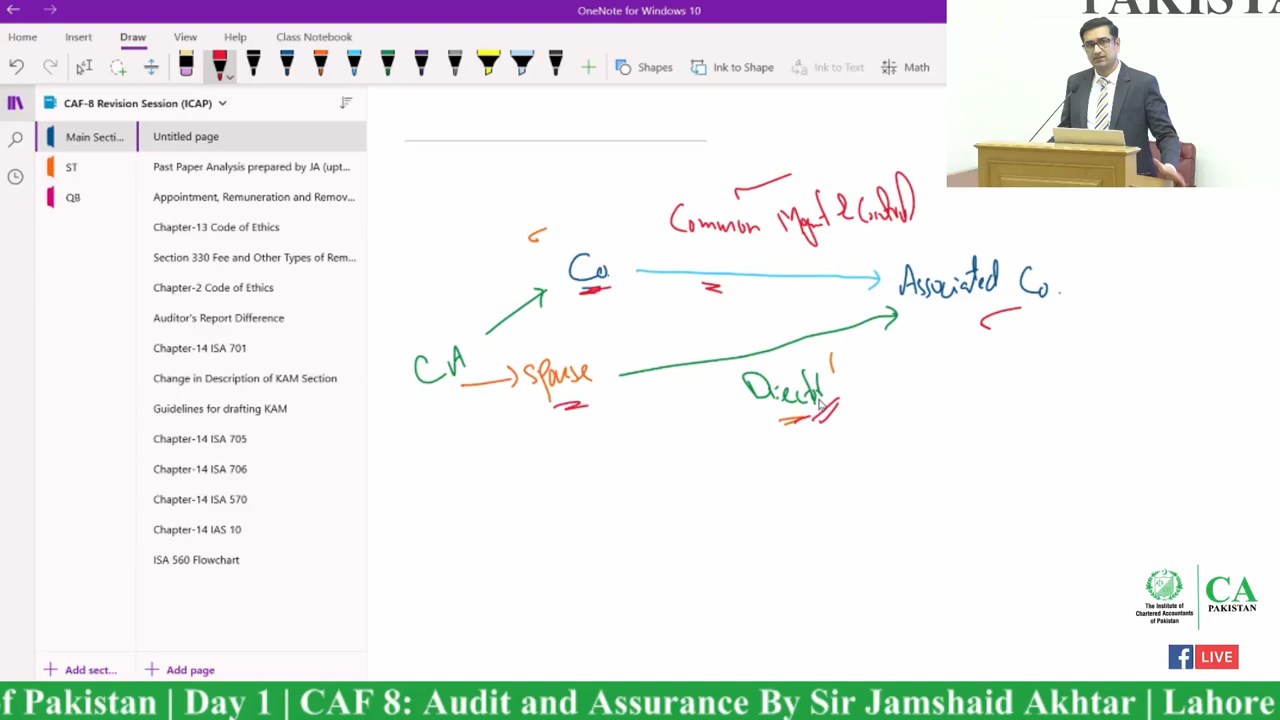 OneNote for Windows 10
PAKISTAN
Home Insert Draw View Help Class Notebook
Shapes Ink to Shape Ink to Text Math
CAF-8 Revision Session (ICAP)
Main Secti... Untitled page
ST Past Paper Analysis prepared by JA (upt...
QB Appointment, Remuneration and Remov...
Chapter-13 Code of Ethics
Section 330 Fee and Other Types of Rem...
Chapter-2 Code of Ethics
Auditor's Report Difference
Chapter-14 ISA 701
Change in Description of KAM Section
Guidelines for drafting KAM
Chapter-14 ISA 705
Chapter-14 ISA 706
Chapter-14 ISA 570
Chapter-14 IAS 10
ISA 560 Flowchart
Add sect... Add page
Common Mgmt & Control
Co. Associated Co.
CA Spouse
Director
The Institute of
Chartered Accountants
of Pakistan
CA
PAKISTAN
f LIVE
of Pakistan | Day 1 | CAF 8: Audit and Assurance By Sir Jamshaid Akhtar | Lahore